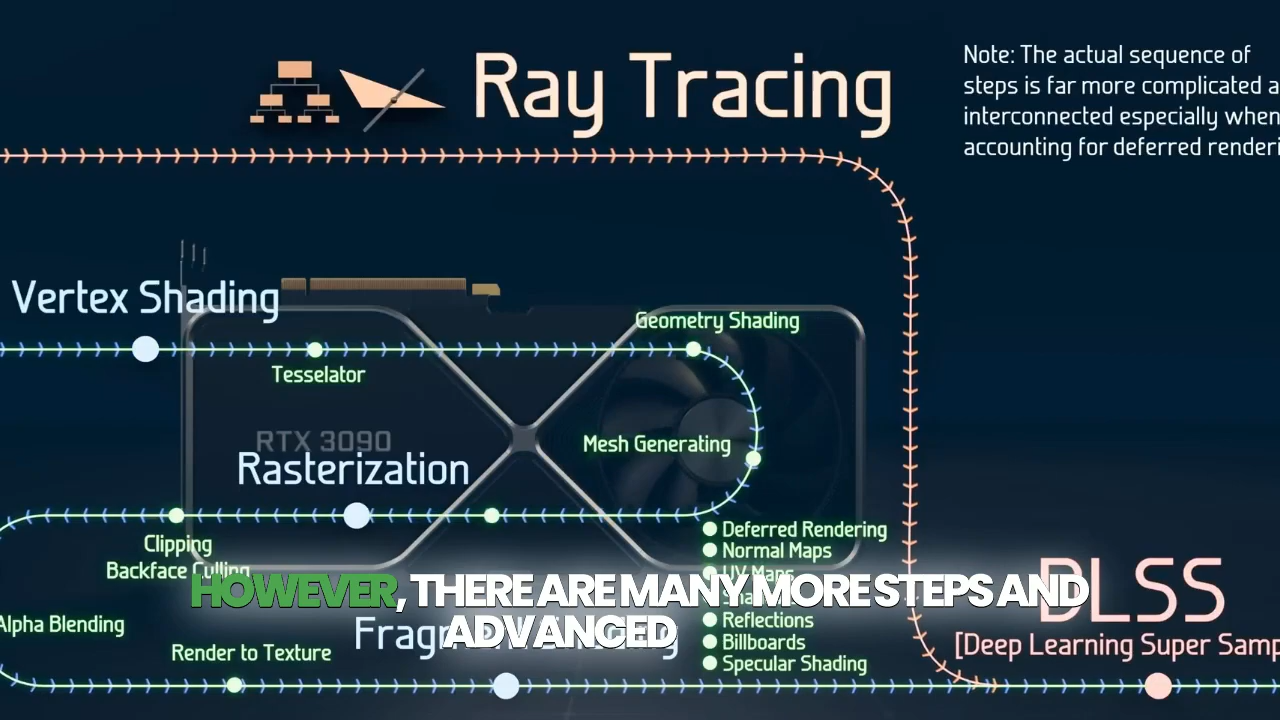 Ray Tracing
Note: The actual sequence of
steps is far more complicated a
interconnected especially when
accounting for deferred renderi
Vertex Shading
Geometry Shading
Tesselator
RTX 3090
Mesh Generating
Rasterization
Clipping
Backface Culling
Deferred Rendering
Normal Maps
UV Maps
HOWEVER, THERE ARE MANY MORE STEPS AND
ADVANCED
Reflections
Billboards
Specular Shading
Alpha Blending
Render to Texture
DLSS
[Deep Learning Super Samp